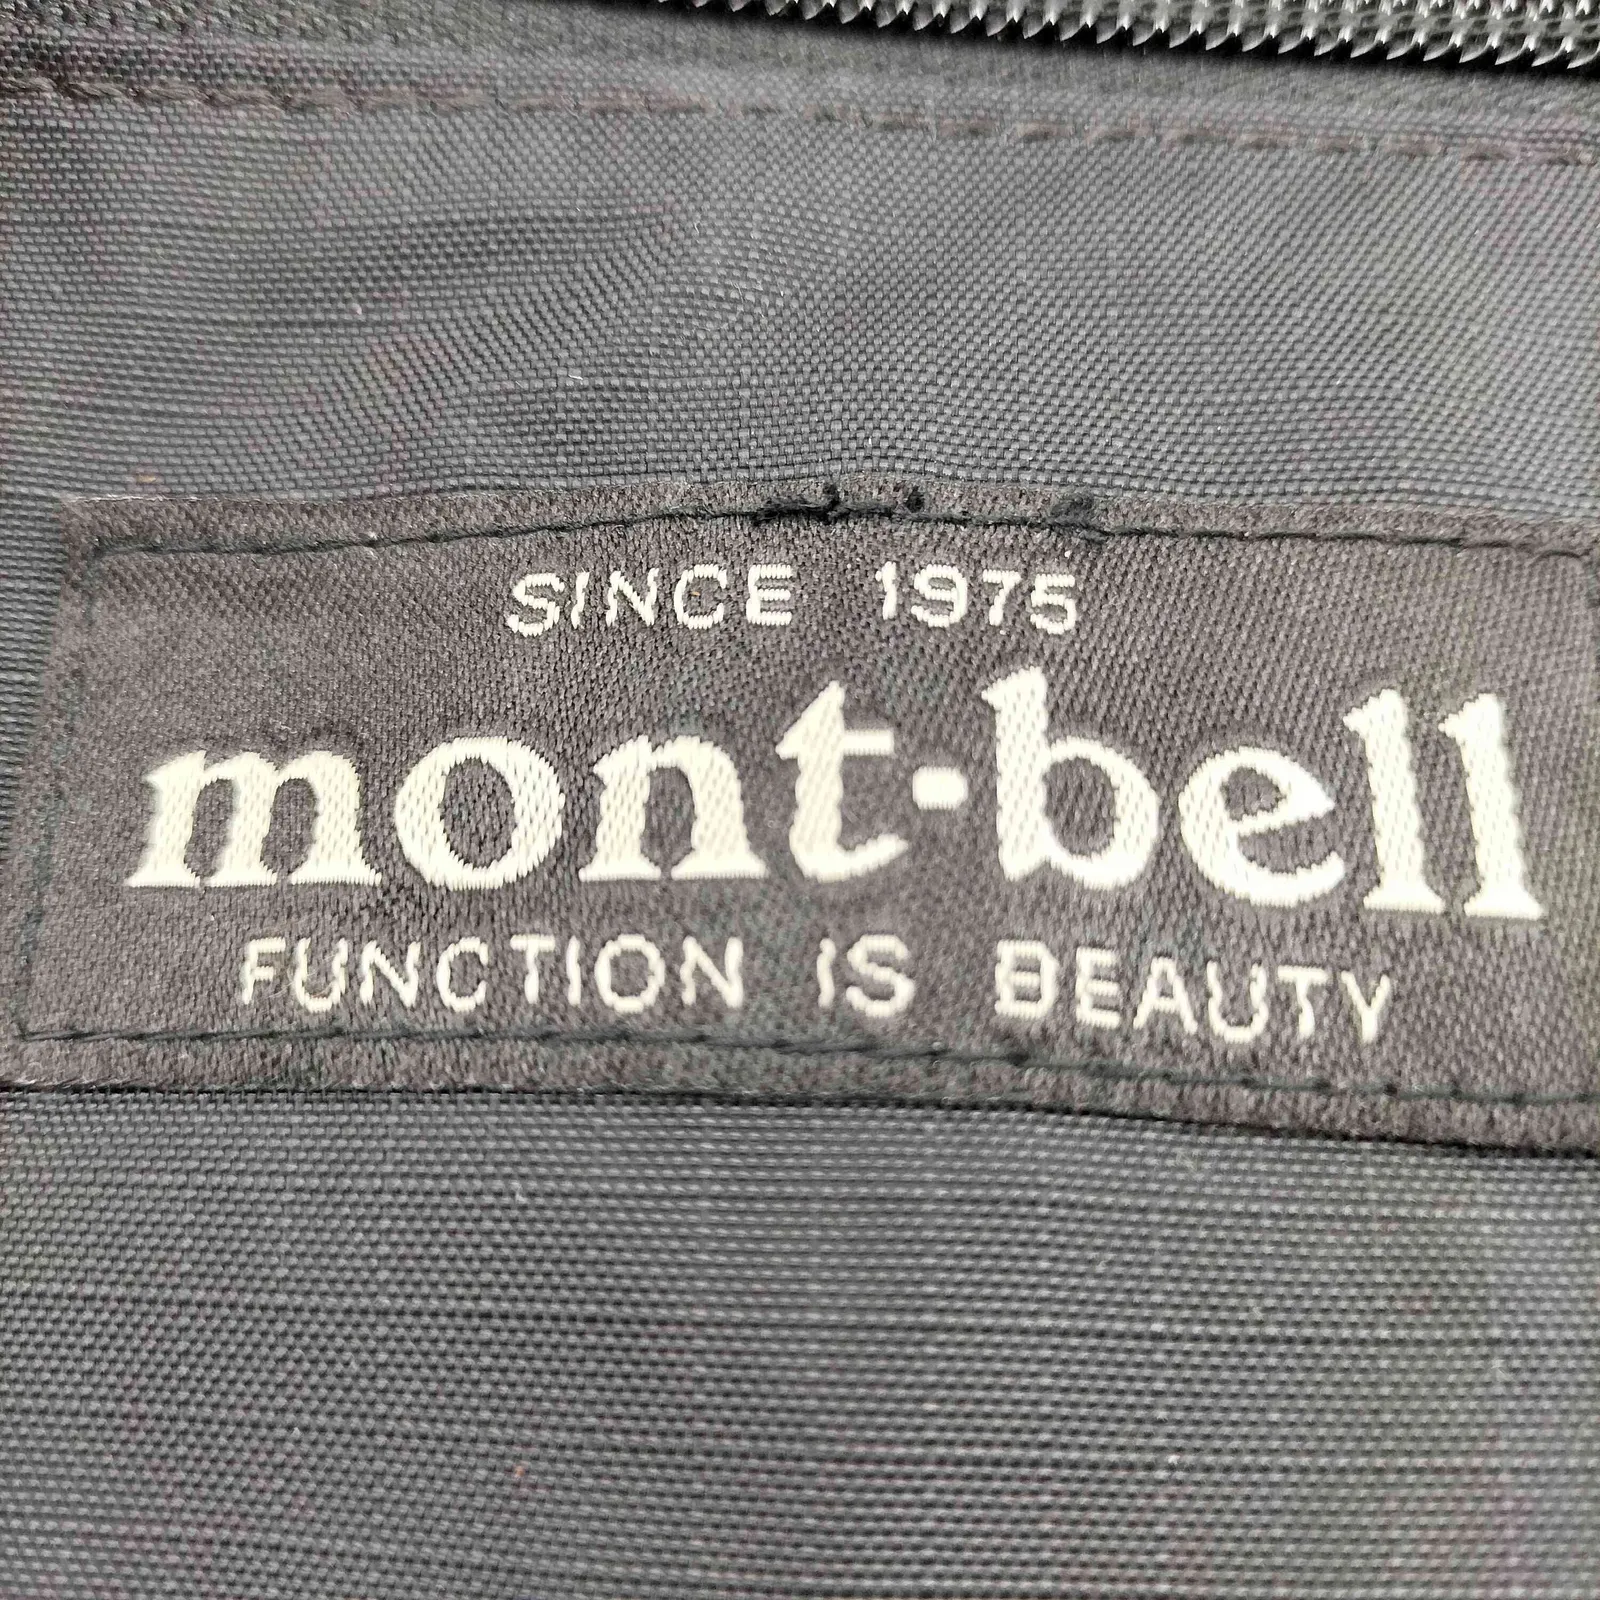 SINCE 1975
mont-bell
FUNCTION IS BEAUTY